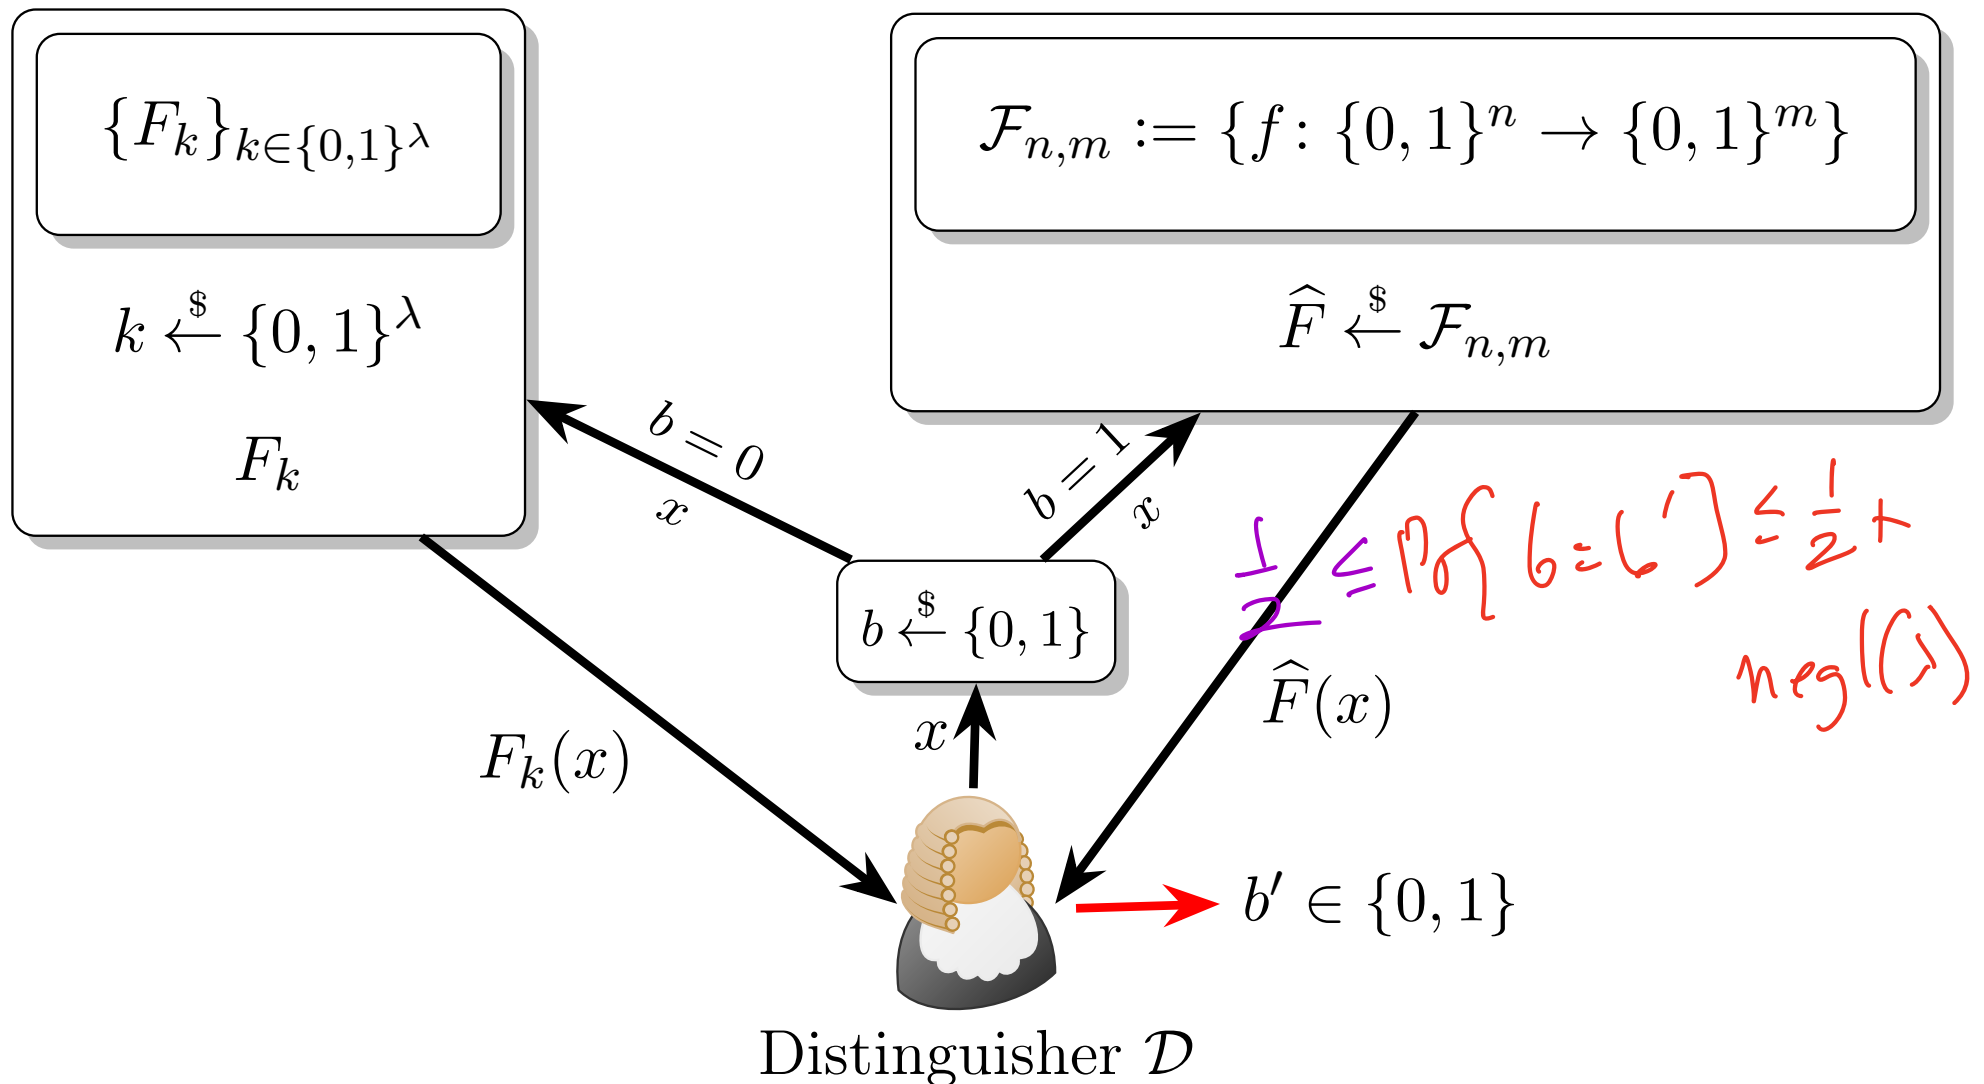 {F_k}_{k∈{0,1}^λ}
k ←$ {0, 1}^λ
F_k
𝓕_{n,m} := {f : {0, 1}^n → {0, 1}^m}
F̂ ←$ 𝓕_{n,m}
b = 0
x
b = 1
x
1/2 ≤ Pr[b = b′] ≤ 1/2 +
negl(λ)
b ←$ {0, 1}
x
F_k(x)
F̂(x)
b′ ∈ {0, 1}
Distinguisher 𝒟